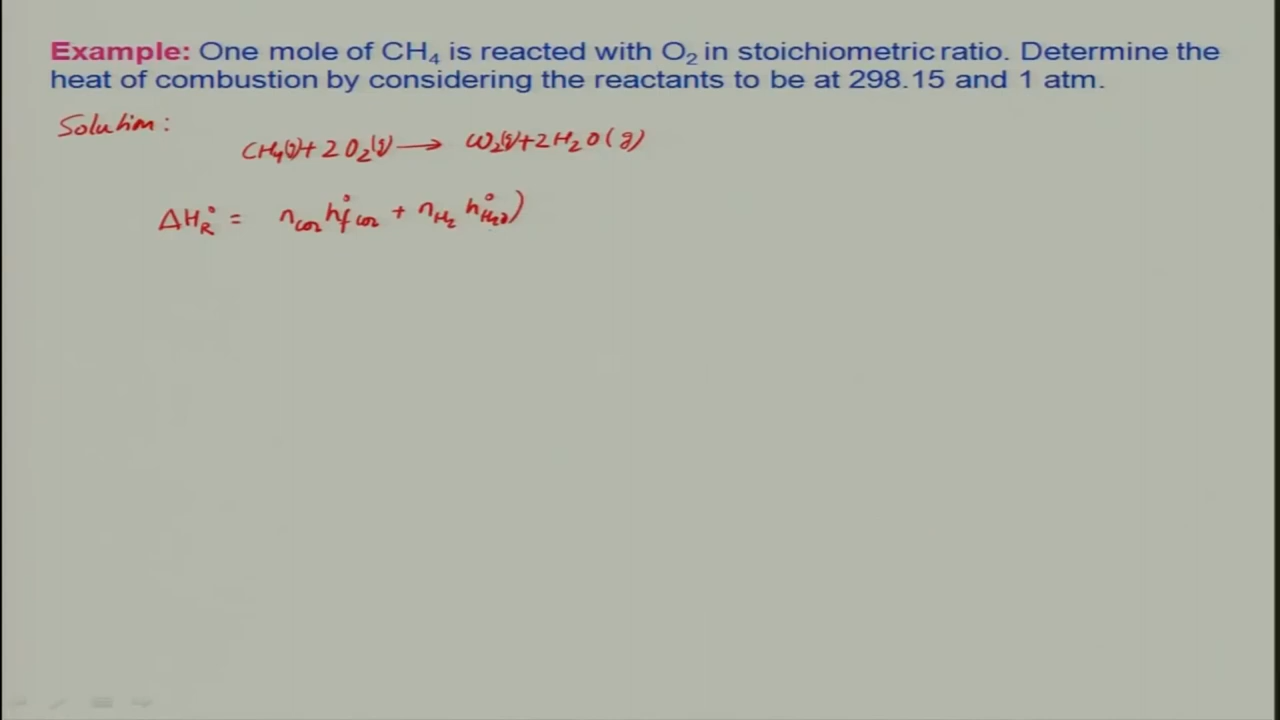 Example: One mole of CH₄ is reacted with O₂ in stoichiometric ratio. Determine the
heat of combustion by considering the reactants to be at 298.15 and 1 atm.
Solution:
CH₄(g) + 2 O₂(g) ⟶ CO₂(g) + 2H₂O(g)
ΔH°R = nCO₂ h°f CO₂ + nH₂ h°H₂O)